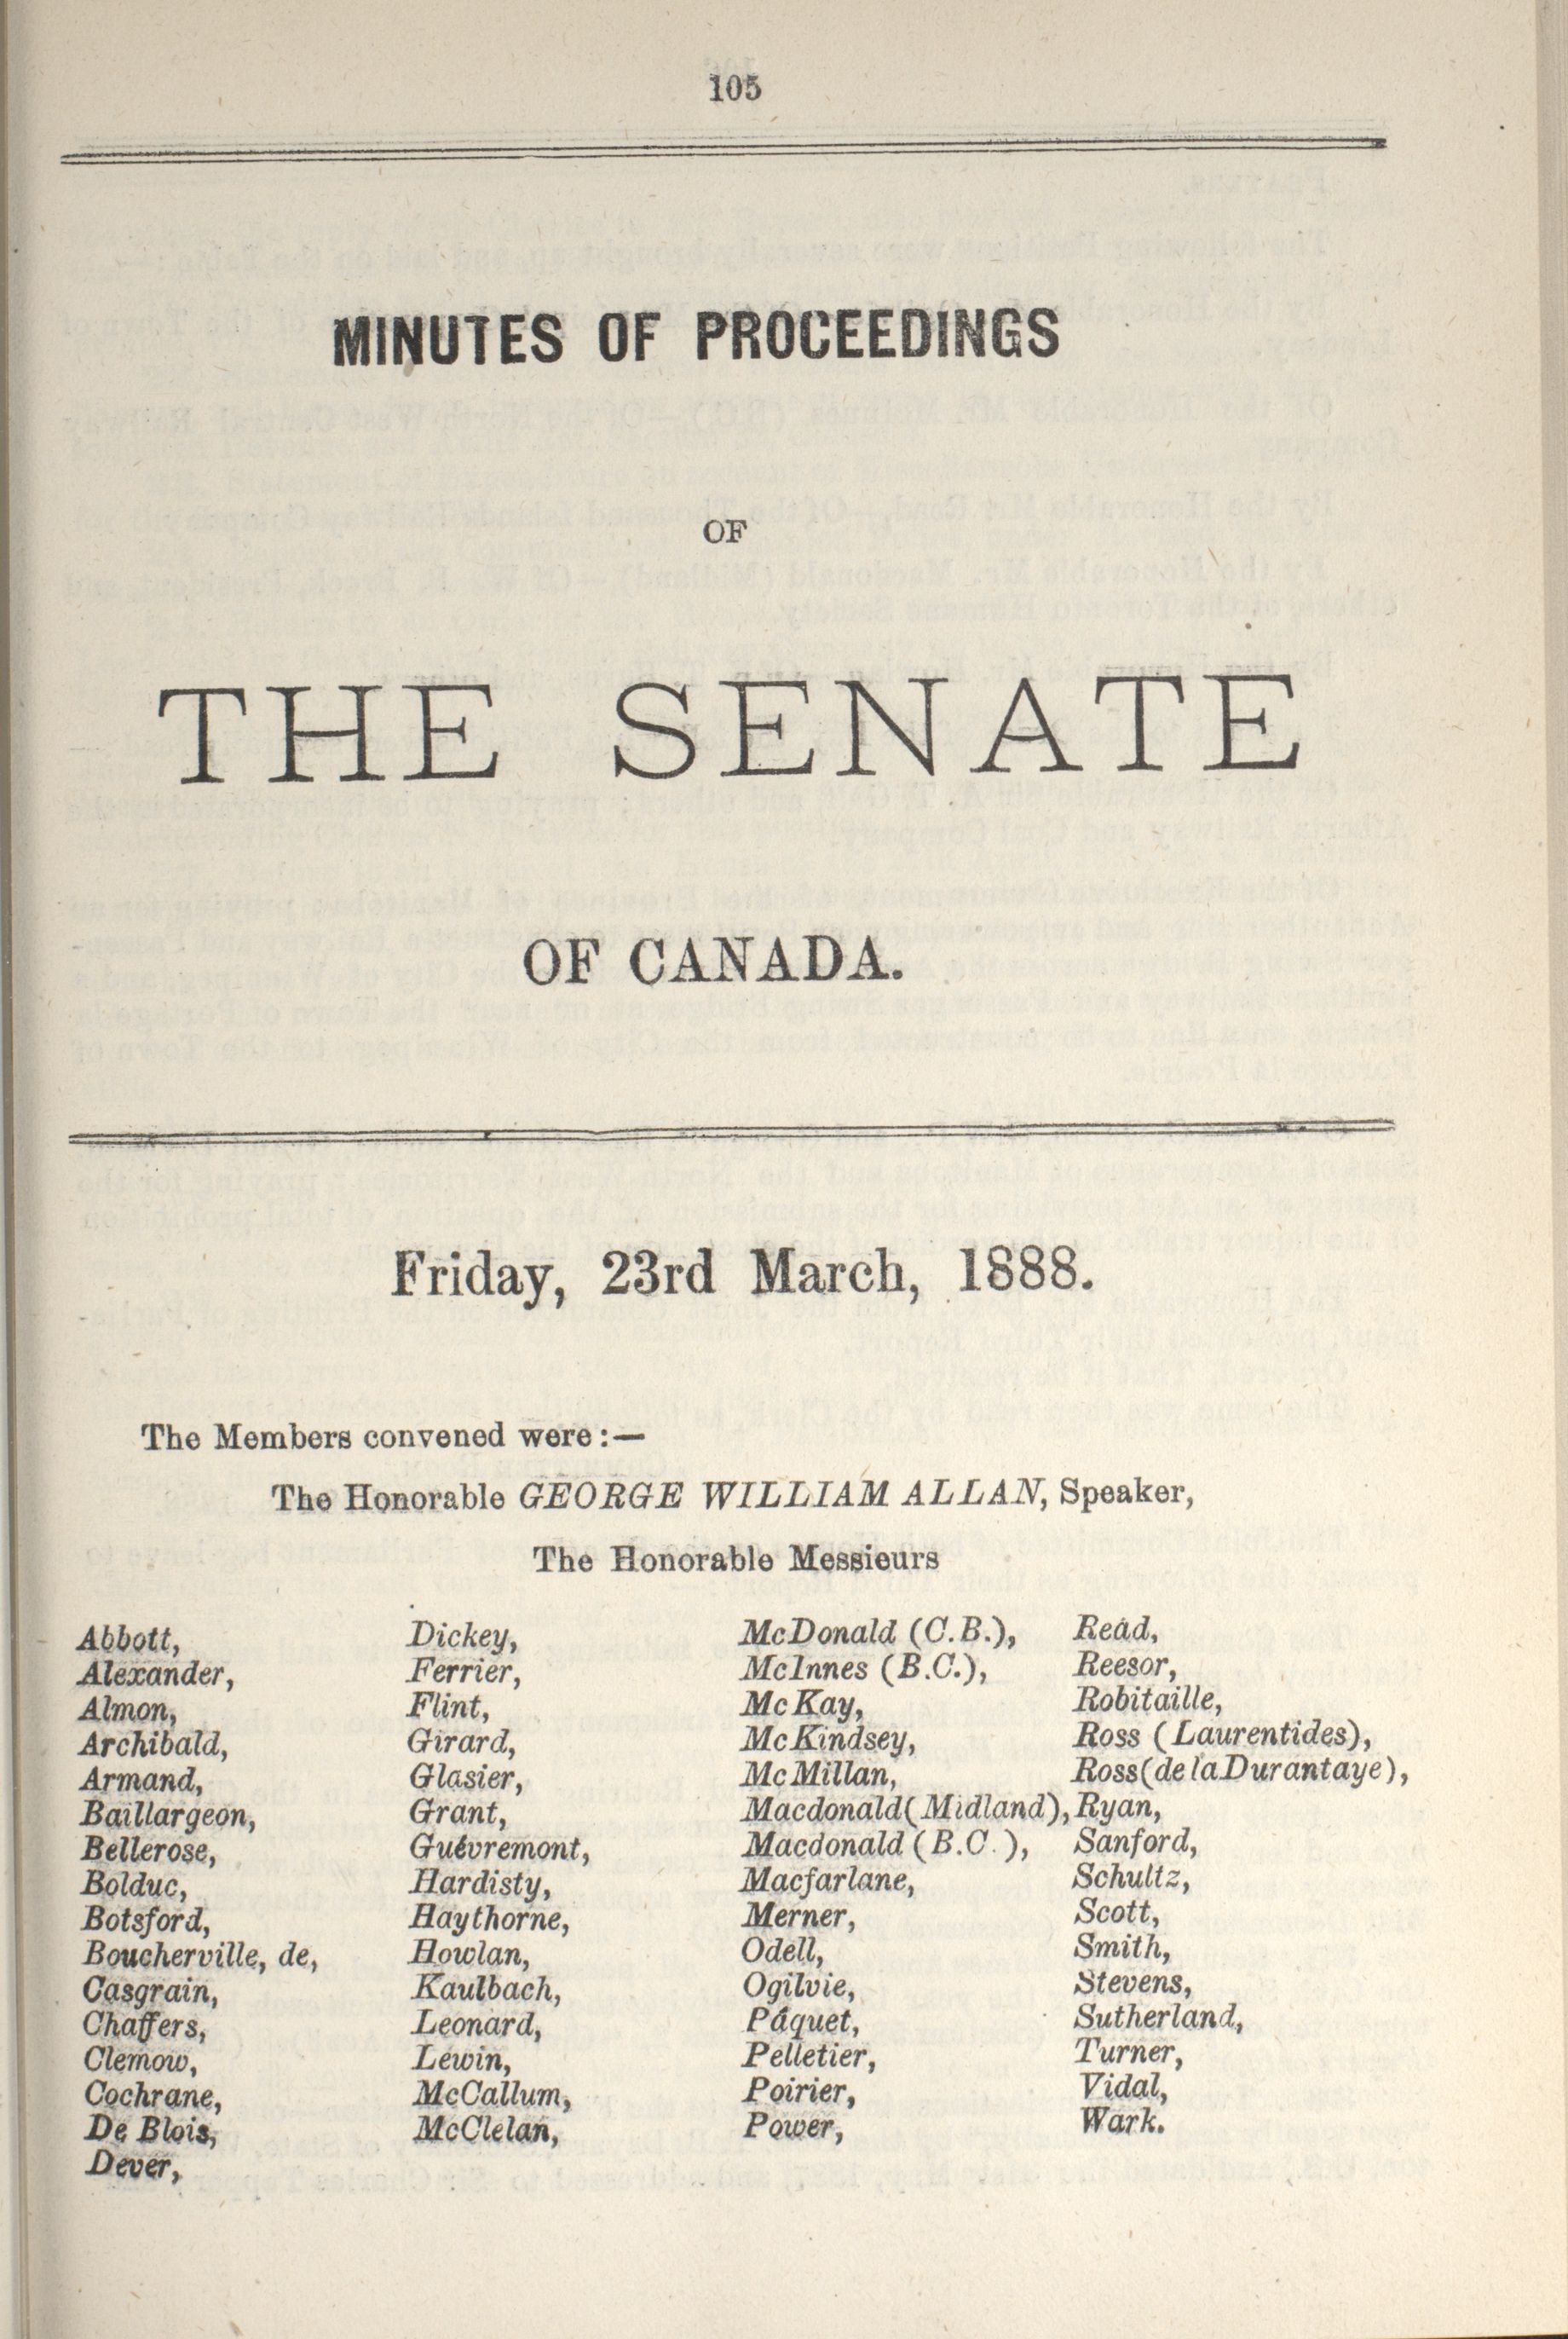 105
MINUTES OF PROCEEDINGS
OF
THE SENATE
OF CANADA.
Friday, 23rd March, 1888.
The Members convened were:—
The Honorable GEORGE WILLIAM ALLAN, Speaker,
The Honorable Messieurs
Abbott,
Alexander,
Almon,
Archibald,
Armand,
Baillargeon,
Bellerose,
Bolduc,
Botsford,
Boucherville, de,
Casgrain,
Chaffers,
Clemow,
Cochrane,
De Blois,
Dever,
Dickey,
Ferrier,
Flint,
Girard,
Glasier,
Grant,
Guévremont,
Hardisty,
Haythorne,
Howlan,
Kaulbach,
Leonard,
Lewin,
McCallum,
McClelan,
McDonald (C.B.),
McInnes (B.C.),
McKay,
McKindsey,
McMillan,
Macdonald(Midland),
Macdonald (B.C.),
Macfarlane,
Merner,
Odell,
Ogilvie,
Pâquet,
Pelletier,
Poirier,
Power,
Read,
Reesor,
Robitaille,
Ross (Laurentides),
Ross(de la Durantaye),
Ryan,
Sanford,
Schultz,
Scott,
Smith,
Stevens,
Sutherland,
Turner,
Vidal,
Wark.